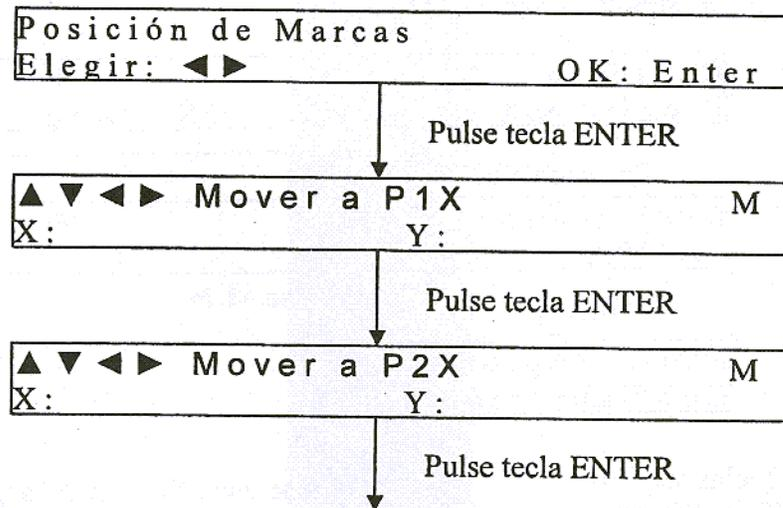 Posición de Marcas
Elegir: ◀ ▶ OK: Enter
Pulse tecla ENTER
▲ ▼ ◀ ▶ Mover a P1X M
X: Y:
Pulse tecla ENTER
▲ ▼ ◀ ▶ Mover a P2X M
X: Y:
Pulse tecla ENTER